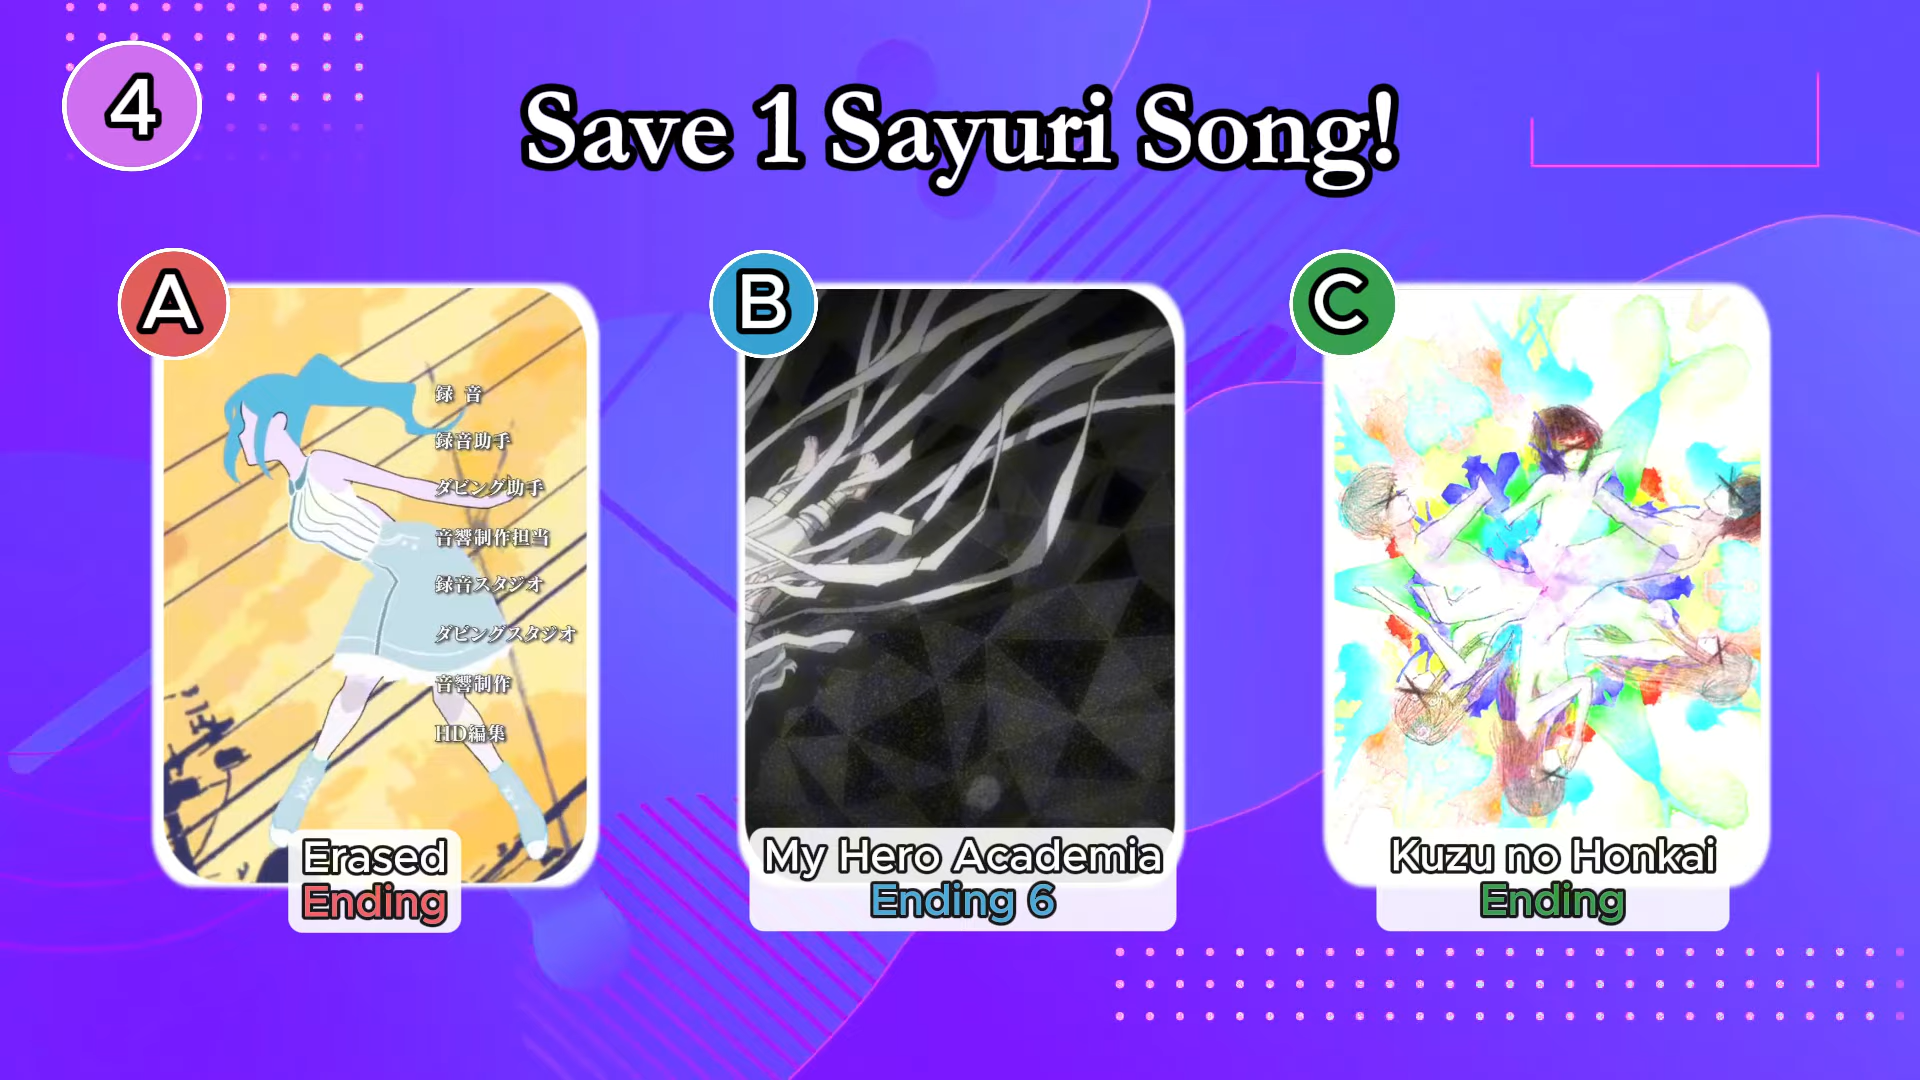 4
Save 1 Sayuri Song!
A
録 音
録音助手
ダビング助手
音響制作担当
録音スタジオ
ダビングスタジオ
音響制作
HD編集
Erased
Ending
B
My Hero Academia
Ending 6
C
Kuzu no Honkai
Ending